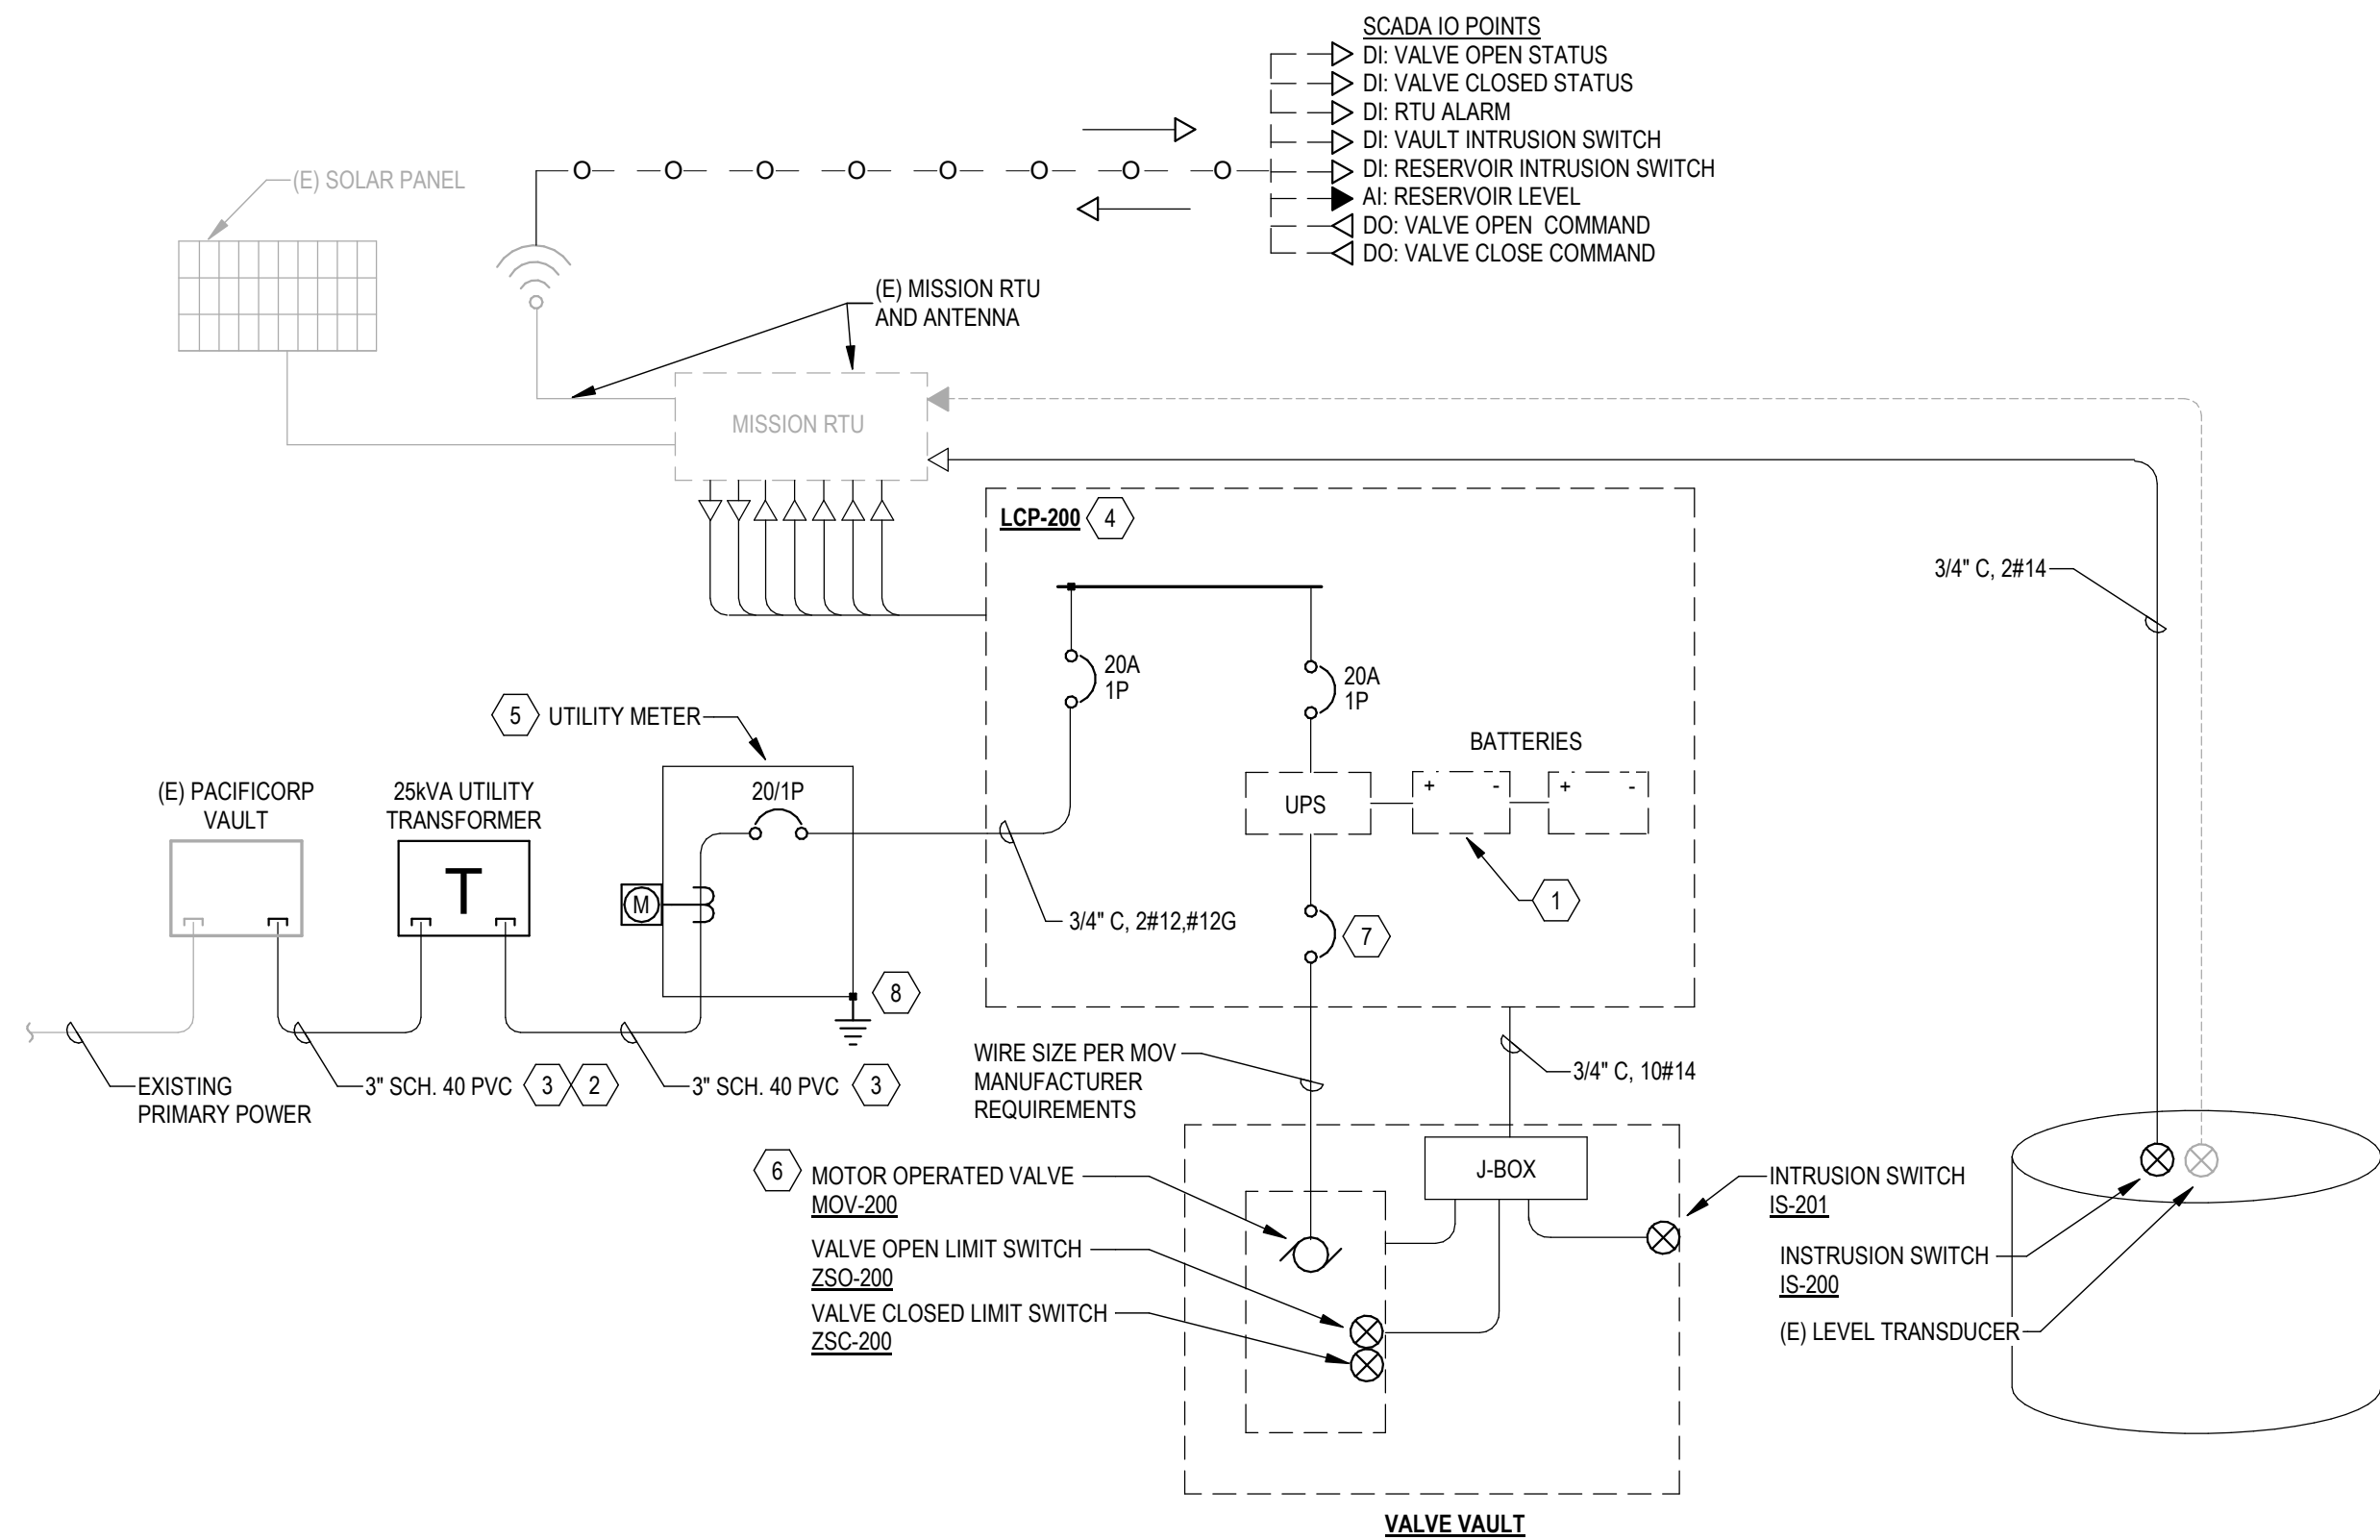 SCADA IO POINTS
DI: VALVE OPEN STATUS
DI: VALVE CLOSED STATUS
DI: RTU ALARM
DI: VAULT INTRUSION SWITCH
DI: RESERVOIR INTRUSION SWITCH
AI: RESERVOIR LEVEL
DO: VALVE OPEN COMMAND
DO: VALVE CLOSE COMMAND
(E) SOLAR PANEL
(E) MISSION RTU
AND ANTENNA
MISSION RTU
LCP-200
4
3/4" C, 2#14
20A
1P
20A
1P
5
UTILITY METER
BATTERIES
(E) PACIFICORP
VAULT
25kVA UTILITY
TRANSFORMER
T
20/1P
UPS
+ -
+ -
M
3/4" C, 2#12,#12G
1
7
8
EXISTING
PRIMARY POWER
3" SCH. 40 PVC
3
2
3" SCH. 40 PVC
3
WIRE SIZE PER MOV
MANUFACTURER
REQUIREMENTS
3/4" C, 10#14
6
MOTOR OPERATED VALVE
MOV-200
J-BOX
INTRUSION SWITCH
IS-201
VALVE OPEN LIMIT SWITCH
ZSO-200
INSTRUSION SWITCH
IS-200
VALVE CLOSED LIMIT SWITCH
ZSC-200
(E) LEVEL TRANSDUCER
VALVE VAULT